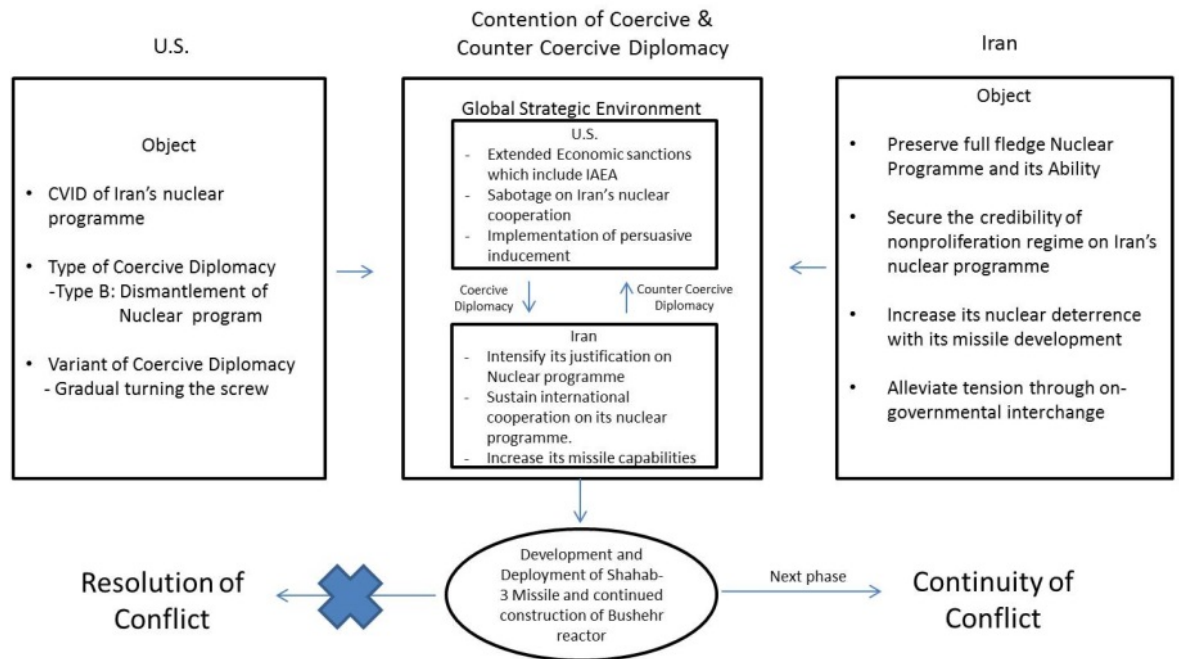 U.S.
Contention of Coercive &
Counter Coercive Diplomacy
Iran
Object
• CVID of Iran's nuclear
programme
• Type of Coercive Diplomacy
-Type B: Dismantlement of
Nuclear program
• Variant of Coercive Diplomacy
- Gradual turning the screw
Global Strategic Environment
U.S.
- Extended Economic sanctions
which include IAEA
- Sabotage on Iran's nuclear
cooperation
- Implementation of persuasive
inducement
Coercive
Diplomacy
Counter Coercive
Diplomacy
Iran
- Intensify its justification on
Nuclear programme
- Sustain international
cooperation on its nuclear
programme.
- Increase its missile capabilities
Object
• Preserve full fledge Nuclear
Programme and its Ability
• Secure the credibility of
nonproliferation regime on Iran's
nuclear programme
• Increase its nuclear deterrence
with its missile development
• Alleviate tension through on-
governmental interchange
Resolution of
Conflict
Development and
Deployment of Shahab-
3 Missile and continued
construction of Bushehr
reactor
Next phase
Continuity of
Conflict